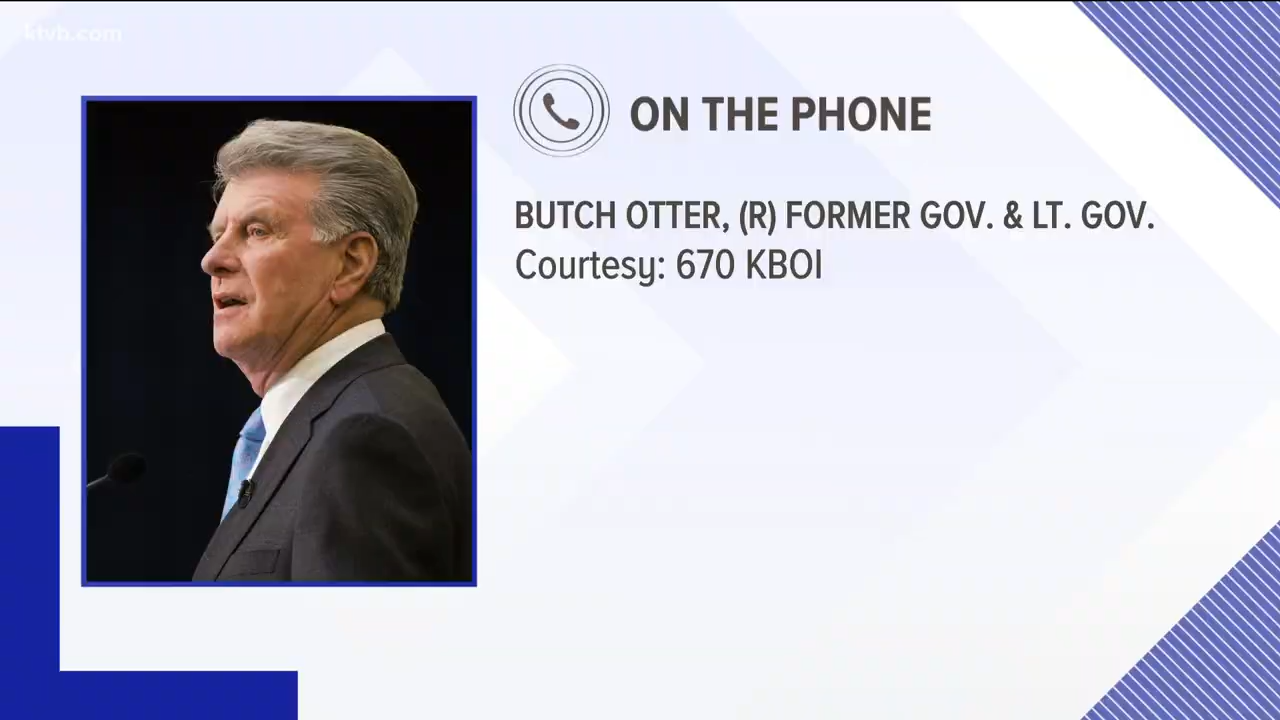 ktvb.com
ON THE PHONE
BUTCH OTTER, (R) FORMER GOV. & LT. GOV.
Courtesy: 670 KBOI